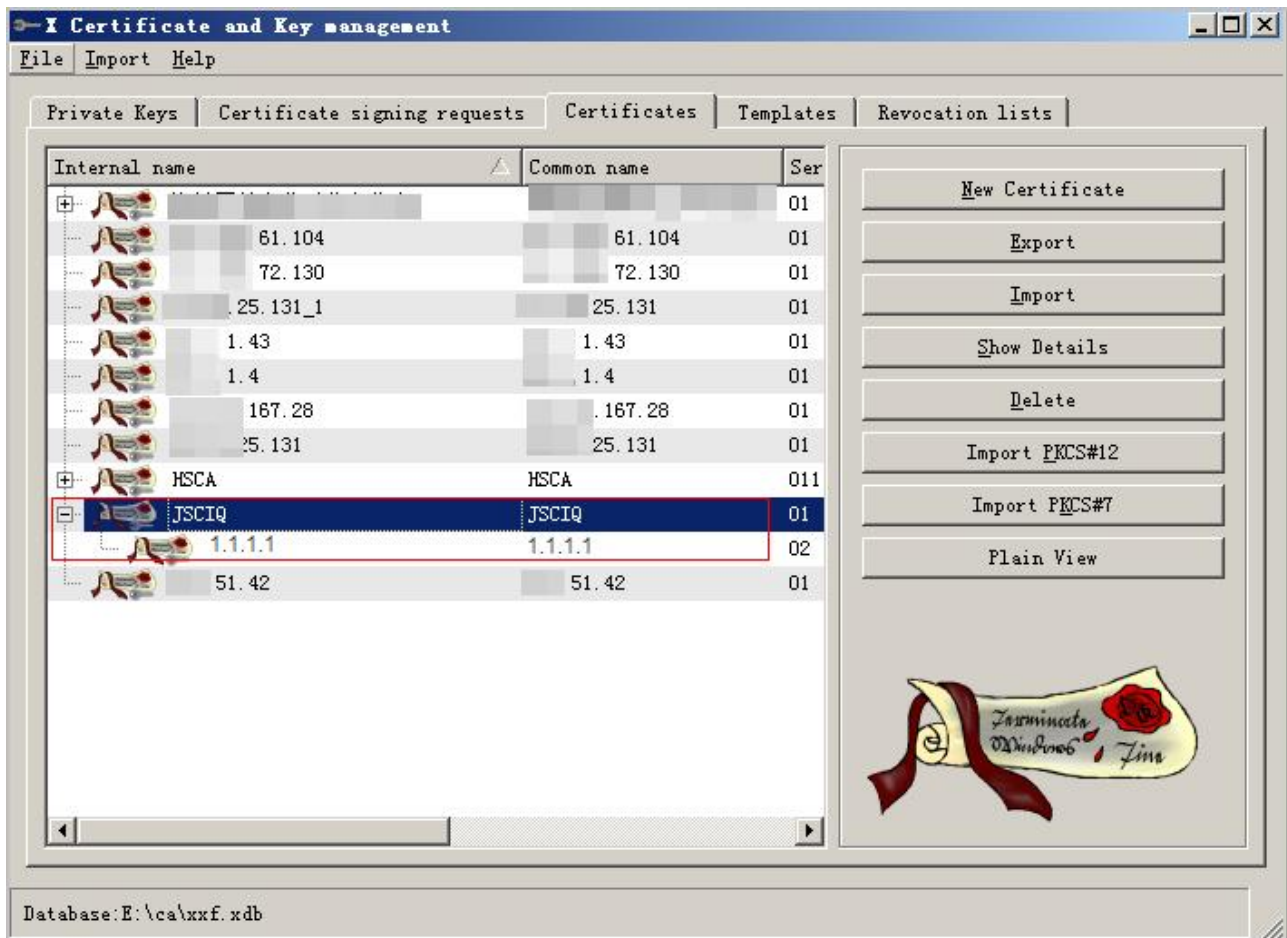 X Certificate and Key management
File Import Help
Private Keys Certificate signing requests Certificates Templates Revocation lists
Internal name Common name Ser
01
61.104 61.104 01
72.130 72.130 01
.25.131_1 25.131 01
1.43 1.43 01
1.4 1.4 01
167.28 .167.28 01
25.131 25.131 01
HSCA HSCA 011
JSCIQ JSCIQ 01
1.1.1.1 1.1.1.1 02
51.42 51.42 01
New Certificate
Export
Import
Show Details
Delete
Import PKCS#12
Import PKCS#7
Plain View
Terminate
Windows
Time
Database:E:\ca\xxf.xdb